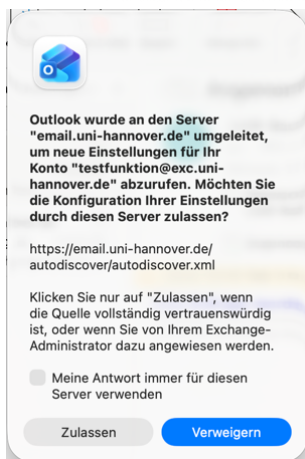 Outlook wurde an den Server
"email.uni-hannover.de" umgeleitet,
um neue Einstellungen für Ihr
Konto "testfunktion@exc.uni-
hannover.de" abzurufen. Möchten Sie
die Konfiguration Ihrer Einstellungen
durch diesen Server zulassen?
https://email.uni-hannover.de/
autodiscover/autodiscover.xml
Klicken Sie nur auf "Zulassen", wenn
die Quelle vollständig vertrauenswürdig
ist, oder wenn Sie von Ihrem Exchange-
Administrator dazu angewiesen werden.
Meine Antwort immer für diesen
Server verwenden
Zulassen Verweigern